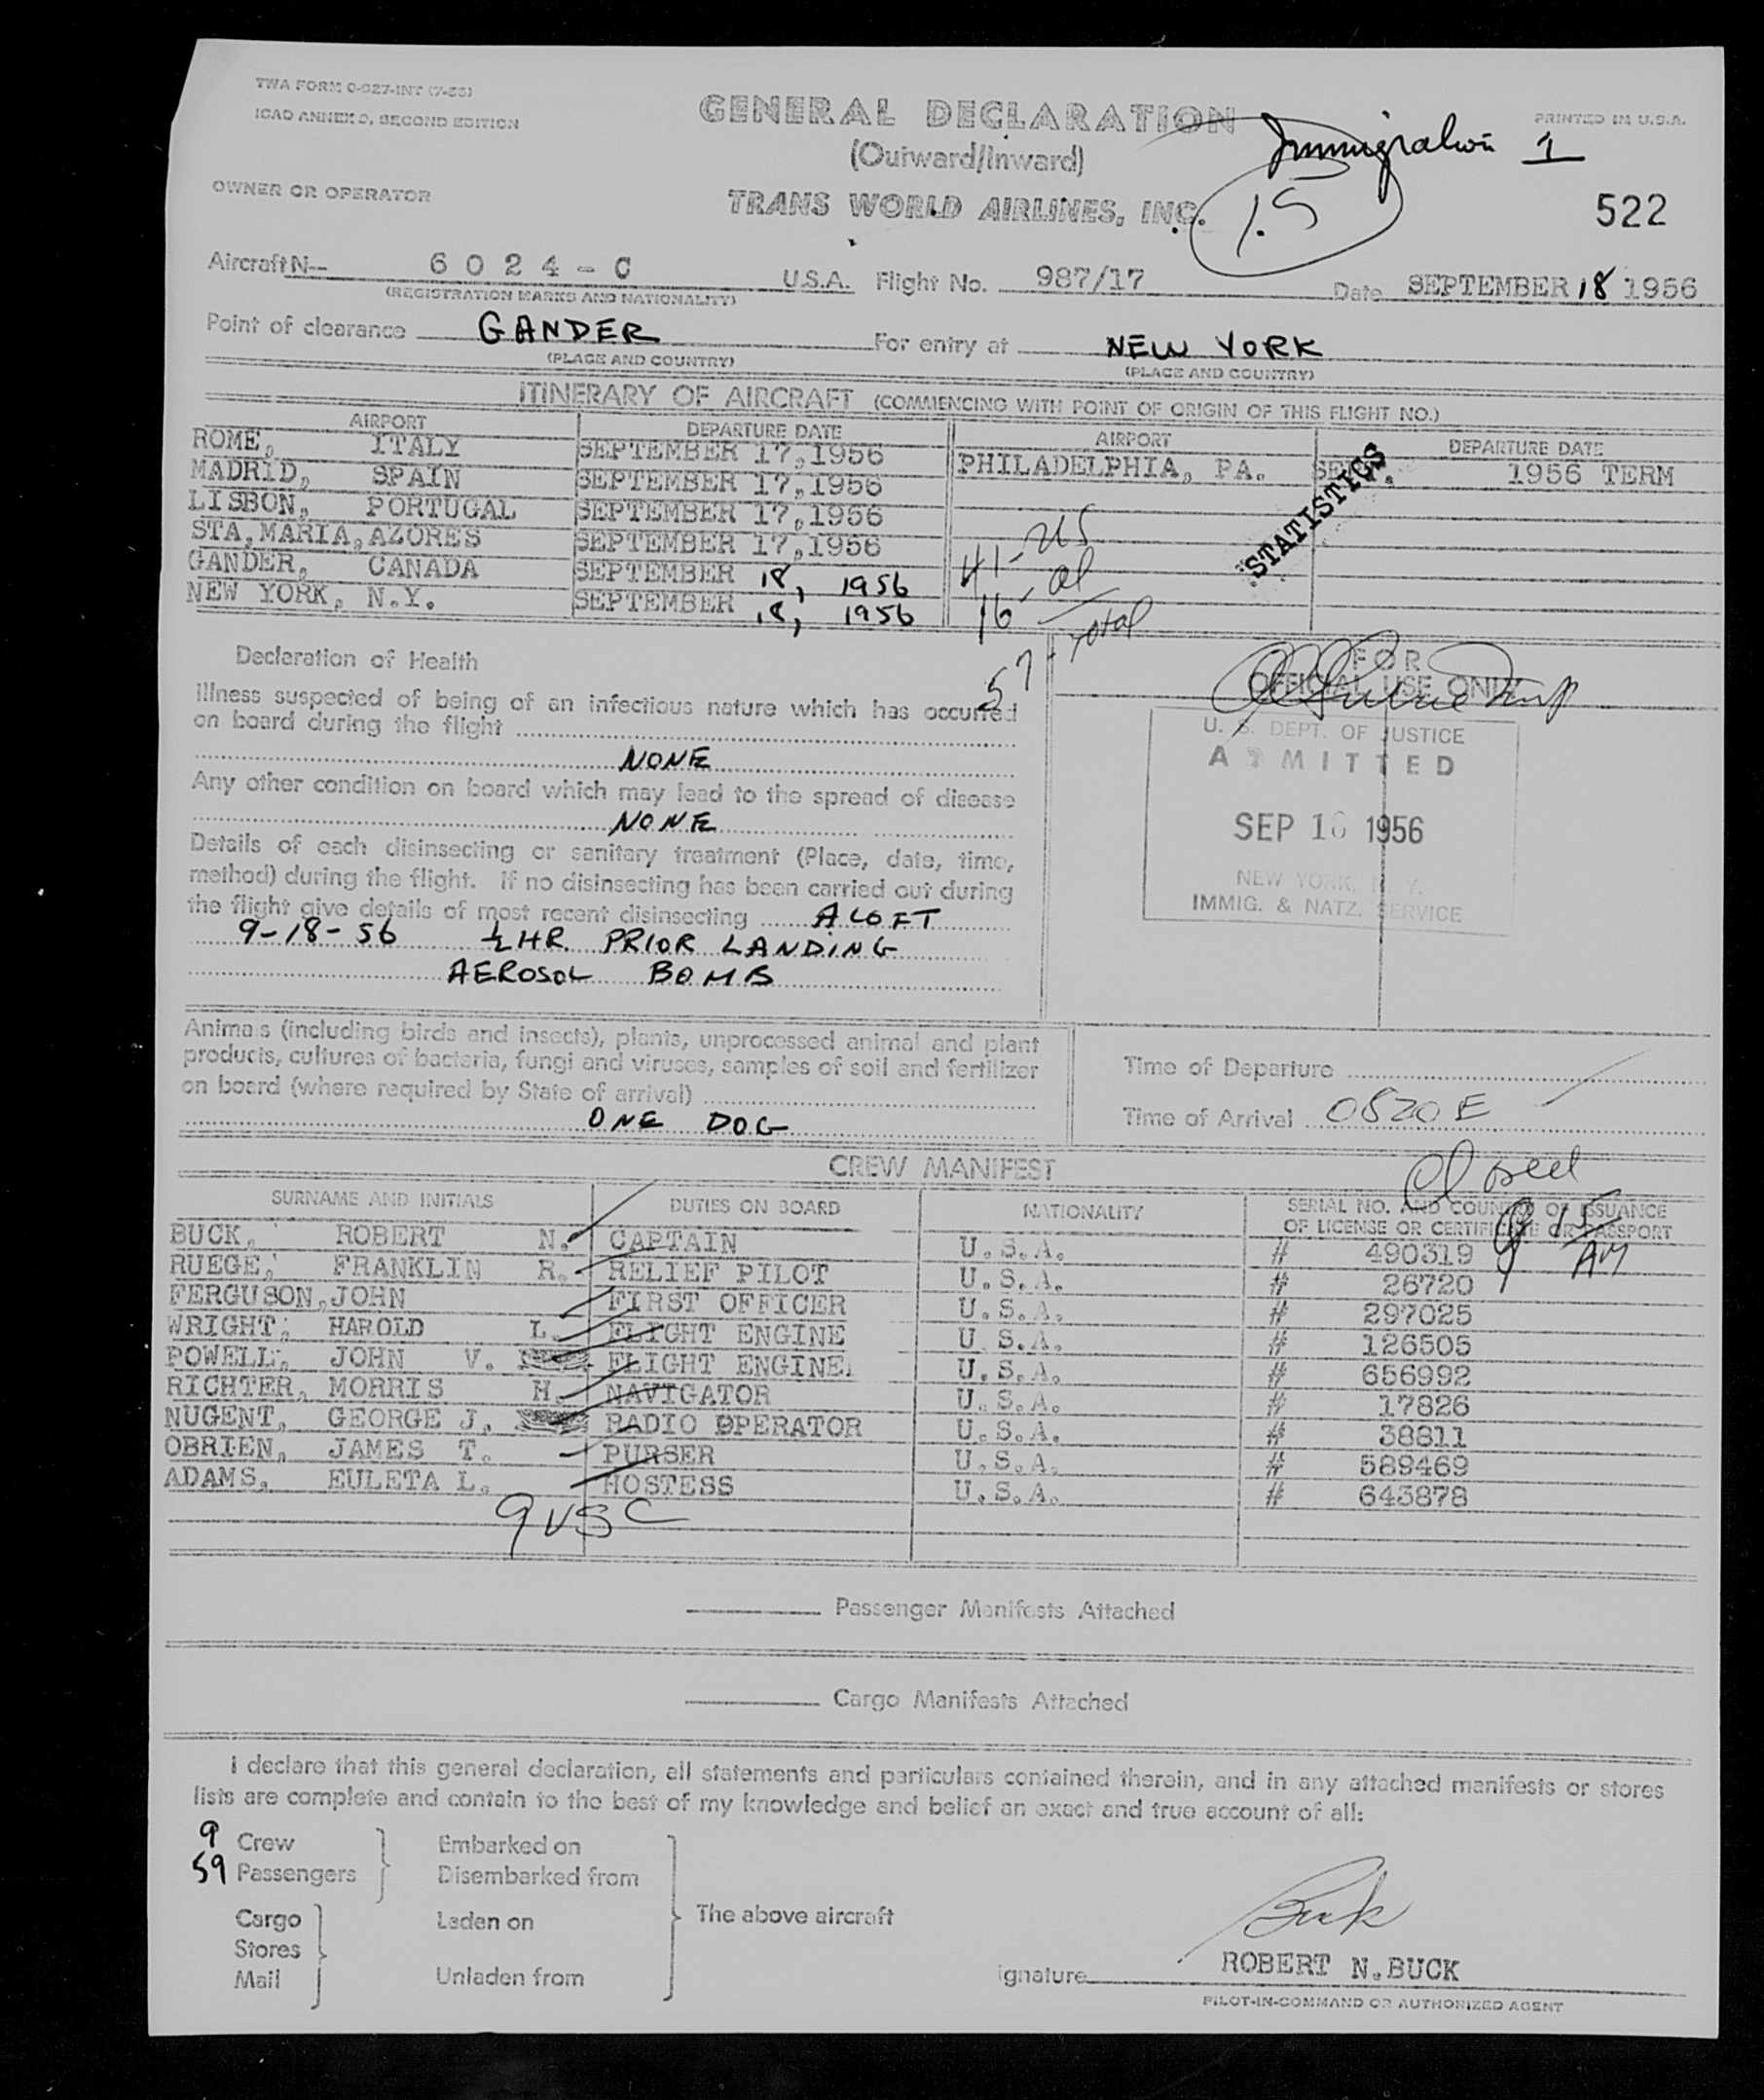 TWA FORM 0-027-INT (7-55)
ICAO ANNEX 9, SECOND EDITION
GENERAL DECLARATION
(Outward/Inward)
PRINTED IN U.S.A.
Immigration 1
OWNER OR OPERATOR
TRANS WORLD AIRLINES, INC.
1.5
522
Aircraft N-- 6024-C U.S.A. Flight No. 987/17 Date SEPTEMBER 18 1956
(REGISTRATION MARKS AND NATIONALITY)
Point of clearance GANDER For entry at NEW YORK
(PLACE AND COUNTRY) (PLACE AND COUNTRY)
ITINERARY OF AIRCRAFT (COMMENCING WITH POINT OF ORIGIN OF THIS FLIGHT NO.)
AIRPORT DEPARTURE DATE AIRPORT DEPARTURE DATE
ROME, ITALY SEPTEMBER 17,1956 PHILADELPHIA, PA. 1956 TERM
MADRID, SPAIN SEPTEMBER 17,1956
LISBON, PORTUGAL SEPTEMBER 17,1956
STA,MARIA,AZORES SEPTEMBER 17,1956
GANDER, CANADA SEPTEMBER 18, 1956
NEW YORK, N.Y. SEPTEMBER 18, 1956
STATISTICS
41-US
16-al
57-total
Declaration of Health
Illness suspected of being of an infectious nature which has occurred
on board during the flight
NONE
Any other condition on board which may lead to the spread of disease
NONE
Details of each disinsecting or sanitary treatment (Place, date, time,
method) during the flight. If no disinsecting has been carried out during
the flight give details of most recent disinsecting ALOFT
9-18-56 ½ HR. PRIOR LANDING
AEROSOL BOMB
FOR
OFFICIAL USE ONLY
U. S. DEPT. OF JUSTICE
ADMITTED
SEP 1956
NEW YORK, N. Y.
IMMIG. & NATZ. SERVICE
Animals (including birds and insects), plants, unprocessed animal and plant
products, cultures of bacteria, fungi and viruses, samples of soil and fertilizer
on board (where required by State of arrival)
ONE DOG
Time of Departure
Time of Arrival 0820E
CREW MANIFEST
Closed
915
AM
SURNAME AND INITIALS DUTIES ON BOARD NATIONALITY SERIAL NO. AND COUNTRY OF ISSUANCE
OF LICENSE OR CERTIFICATE OR PASSPORT
BUCK, ROBERT N. CAPTAIN U.S.A. # 490319
RUEGE, FRANKLIN R. RELIEF PILOT U.S.A. # 26720
FERGUSON,JOHN FIRST OFFICER U.S.A. # 297025
WRIGHT, HAROLD L. FLIGHT ENGINE U.S.A. # 126505
POWELL, JOHN V. FLIGHT ENGINE. U.S.A. # 656992
RICHTER, MORRIS M. NAVIGATOR U.S.A. # 17826
NUGENT, GEORGE J. RADIO OPERATOR U.S.A. # 38811
OBRIEN, JAMES T. PURSER U.S.A. # 589469
ADAMS, EULETA L. HOSTESS U.S.A. # 643878
9 USC
Passenger Manifests Attached
Cargo Manifests Attached
I declare that this general declaration, all statements and particulars contained therein, and in any attached manifests or stores
lists are complete and contain to the best of my knowledge and belief an exact and true account of all:
9 Crew Embarked on
59 Passengers Disembarked from
Cargo Laden on The above aircraft
Stores
Mail Unladen from
Buck
ignature ROBERT N.BUCK
PILOT-IN-COMMAND OR AUTHORIZED AGENT